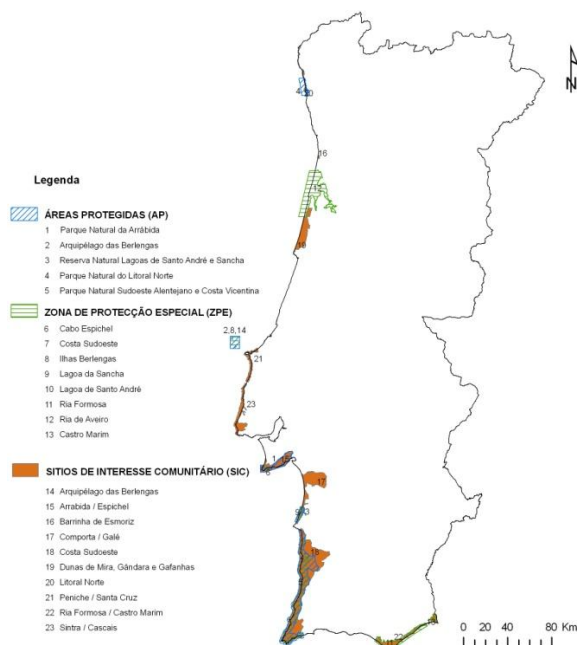 N
4
20
16
12
19
Legenda
ÁREAS PROTEGIDAS (AP)
1 Parque Natural da Arrábida
2 Arquipélago das Berlengas
3 Reserva Natural Lagoas de Santo André e Sancha
4 Parque Natural do Litoral Norte
5 Parque Natural Sudoeste Alentejano e Costa Vicentina
ZONA DE PROTECÇÃO ESPECIAL (ZPE)
6 Cabo Espichel
7 Costa Sudoeste
8 Ilhas Berlengas
9 Lagoa da Sancha
10 Lagoa de Santo André
11 Ria Formosa
12 Ria de Aveiro
13 Castro Marim
SITIOS DE INTERESSE COMUNITÁRIO (SIC)
14 Arquipélago das Berlengas
15 Arrabida / Espichel
16 Barrinha de Esmoriz
17 Comporta / Galé
18 Costa Sudoeste
19 Dunas de Mira, Gândara e Gafanhas
20 Litoral Norte
21 Peniche / Santa Cruz
22 Ria Formosa / Castro Marim
23 Sintra / Cascais
2,8,14
21
23
1
17
22
0 20 40 80 Km